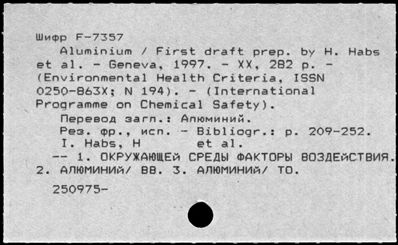 Шифр F-7357
Aluminium / First draft prep. by H. Habs
et al. - Geneva, 1997. - XX, 282 p. -
(Environmental Health Criteria, ISSN
0250-863X; N 194). - (International
Programme on Chemical Safety).
Перевод загл.: Алюминий.
Рез. фр., исп. - Bibliogr.: p. 209-252.
I. Habs, H et al.
-- 1. ОКРУЖАЮЩЕЙ СРЕДЫ ФАКТОРЫ ВОЗДЕЙСТВИЯ.
2. АЛЮМИНИЙ/ ВВ. 3. АЛЮМИНИЙ/ ТО.
250975-